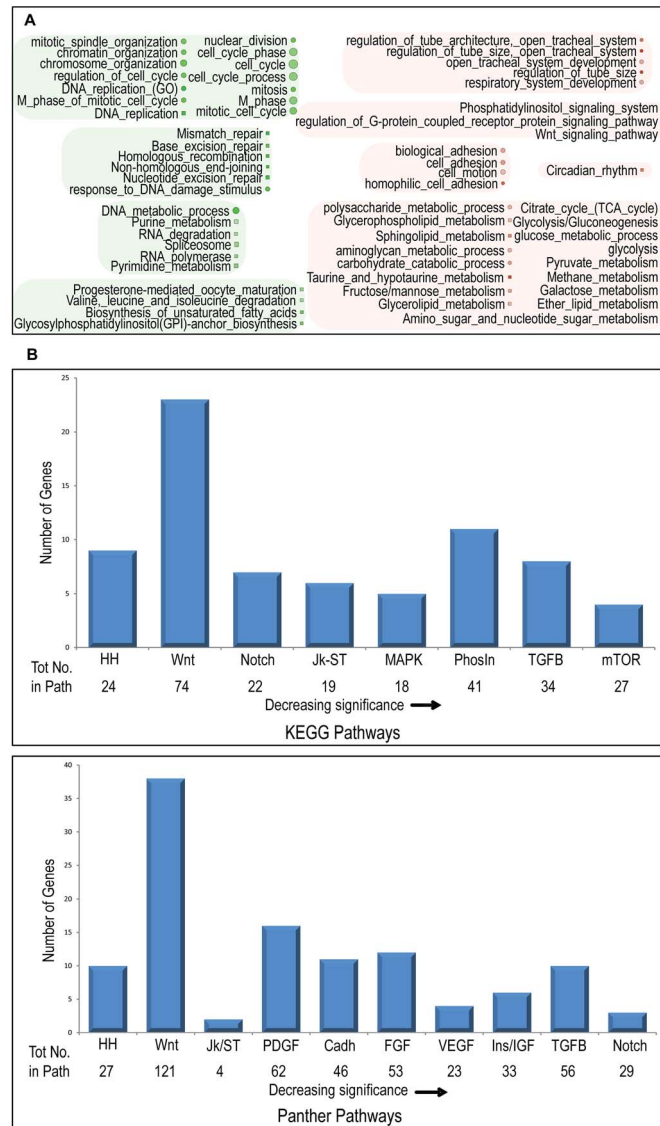 A
mitotic_spindle_organization
chromatin_organization
chromosome_organization
regulation_of_cell_cycle
DNA_replication_(GO)
M_phase_of_mitotic_cell_cycle
DNA_replication
nuclear_division
cell_cycle_phase
cell_cycle
cell_cycle_process
mitosis
M_phase
mitotic_cell_cycle
Mismatch_repair
Base_excision_repair
Homologous_recombination
Non-homologous_end-joining
Nucleotide_excision_repair
response_to_DNA_damage_stimulus
DNA_metabolic_process
Purine_metabolism
RNA_degradation
Spliceosome
RNA_polymerase
Pyrimidine_metabolism
Progesterone-mediated_oocyte_maturation
Valine,_leucine_and_isoleucine_degradation
Biosynthesis_of_unsaturated_fatty_acids
Glycosylphosphatidylinositol(GPI)-anchor_biosynthesis
regulation_of_tube_architecture,_open_tracheal_system
regulation_of_tube_size,_open_tracheal_system
open_tracheal_system_development
regulation_of_tube_size
respiratory_system_development
Phosphatidylinositol_signaling_system
regulation_of_G-protein_coupled_receptor_protein_signaling_pathway
Wnt_signaling_pathway
biological_adhesion
cell_adhesion
cell_motion
homophilic_cell_adhesion
Circadian_rhythm
polysaccharide_metabolic_process
Glycerophospholipid_metabolism
Sphingolipid_metabolism
aminoglycan_metabolic_process
carbohydrate_catabolic_process
Taurine_and_hypotaurine_metabolism
Fructose/mannose_metabolism
Glycerolipid_metabolism
Citrate_cycle_(TCA_cycle)
Glycolysis/Gluconeogenesis
glucose_metabolic_process
glycolysis
Pyruvate_metabolism
Methane_metabolism
Galactose_metabolism
Ether_lipid_metabolism
Amino_sugar_and_nucleotide_sugar_metabolism
B
Number of Genes
25
20
15
10
5
0
HH Wnt Notch Jk-ST MAPK PhosIn TGFB mTOR
Tot No.
in Path 24 74 22 19 18 41 34 27
Decreasing significance
KEGG Pathways
Number of Genes
40
35
30
25
20
15
10
5
0
HH Wnt Jk/ST PDGF Cadh FGF VEGF Ins/IGF TGFB Notch
Tot No.
in Path 27 121 4 62 46 53 23 33 56 29
Decreasing significance
Panther Pathways